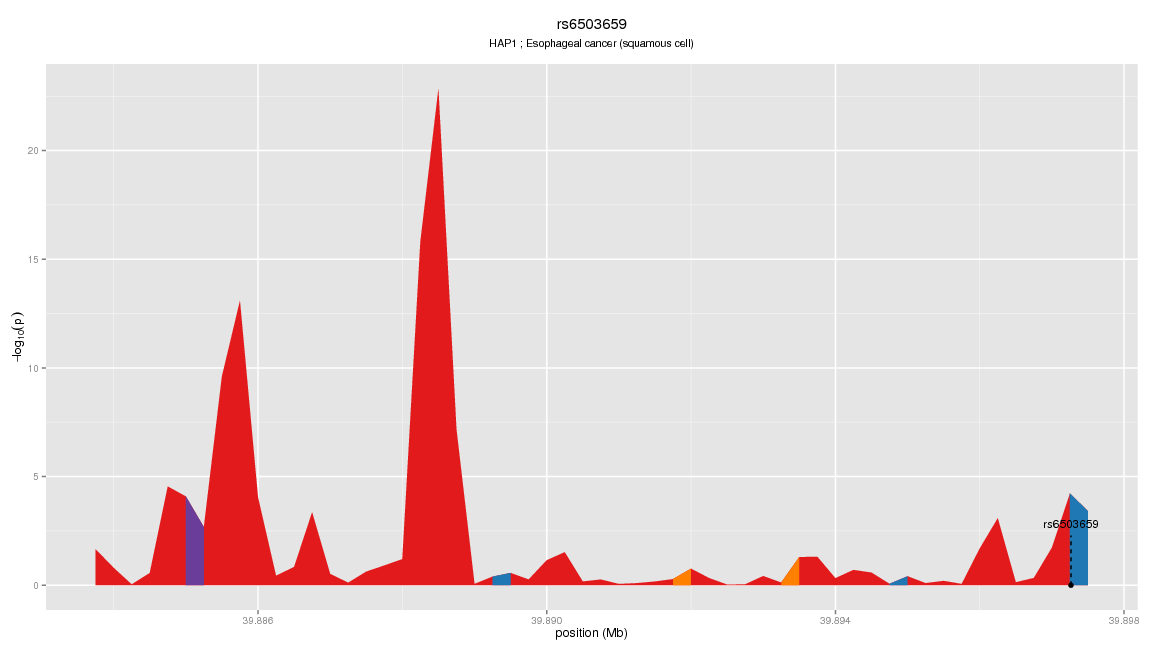 rs6503659
HAP1 ; Esophageal cancer (squamous cell)
−log10(p)
20
15
10
5
0
rs6503659
39.886
39.890
39.894
39.898
position (Mb)